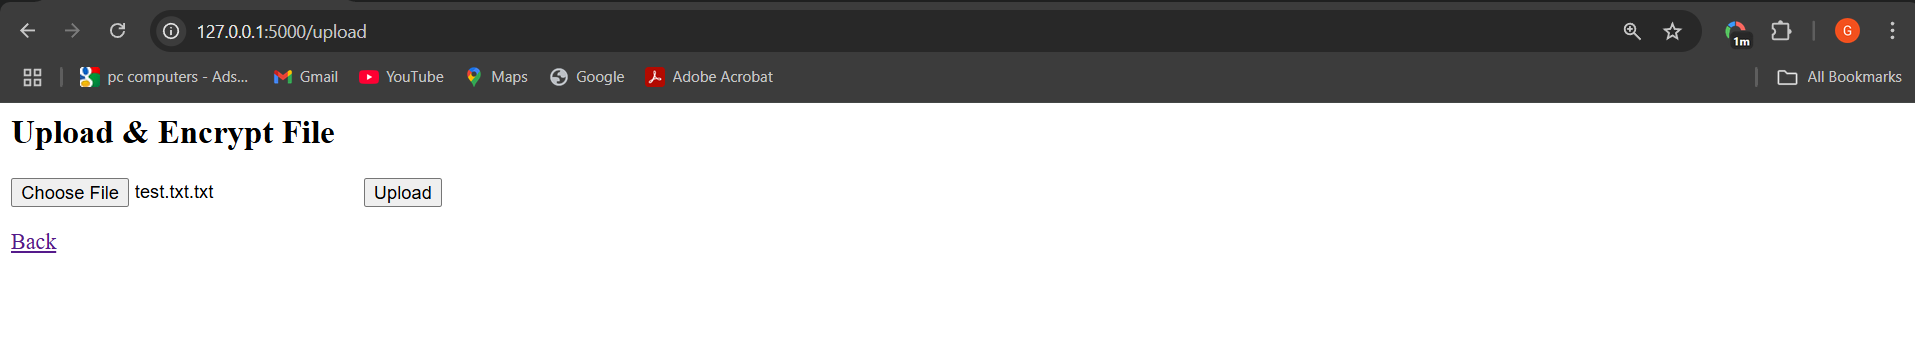 127.0.0.1:5000/upload
1m
G
pc computers - Ads... Gmail YouTube Maps Google Adobe Acrobat All Bookmarks
Upload & Encrypt File
Choose File test.txt.txt Upload
Back